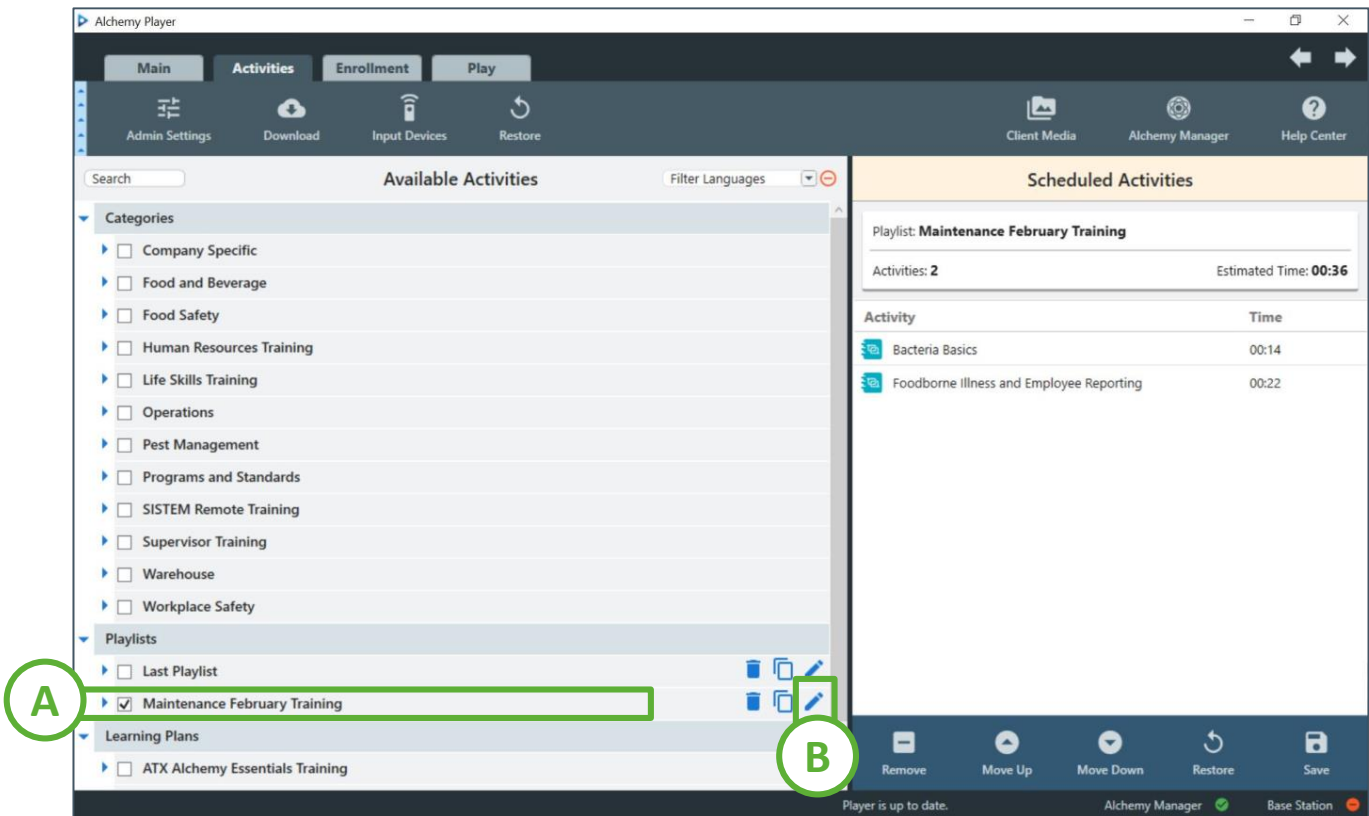 Alchemy Player
Main Activities Enrollment Play
Admin Settings Download Input Devices Restore Client Media Alchemy Manager Help Center
Search Available Activities Filter Languages
Categories
Company Specific
Food and Beverage
Food Safety
Human Resources Training
Life Skills Training
Operations
Pest Management
Programs and Standards
SISTEM Remote Training
Supervisor Training
Warehouse
Workplace Safety
Playlists
Last Playlist
A Maintenance February Training
Learning Plans
B
ATX Alchemy Essentials Training
Scheduled Activities
Playlist: Maintenance February Training
Activities: 2 Estimated Time: 00:36
Activity Time
Bacteria Basics 00:14
Foodborne Illness and Employee Reporting 00:22
Remove Move Up Move Down Restore Save
Player is up to date. Alchemy Manager Base Station